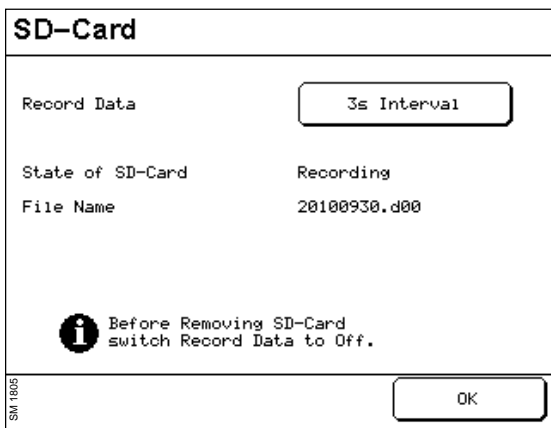 SD-Card
Record Data
3s Interval
State of SD-Card
Recording
File Name
20100930.d00
Before Removing SD-Card
switch Record Data to Off.
SM 1805
OK